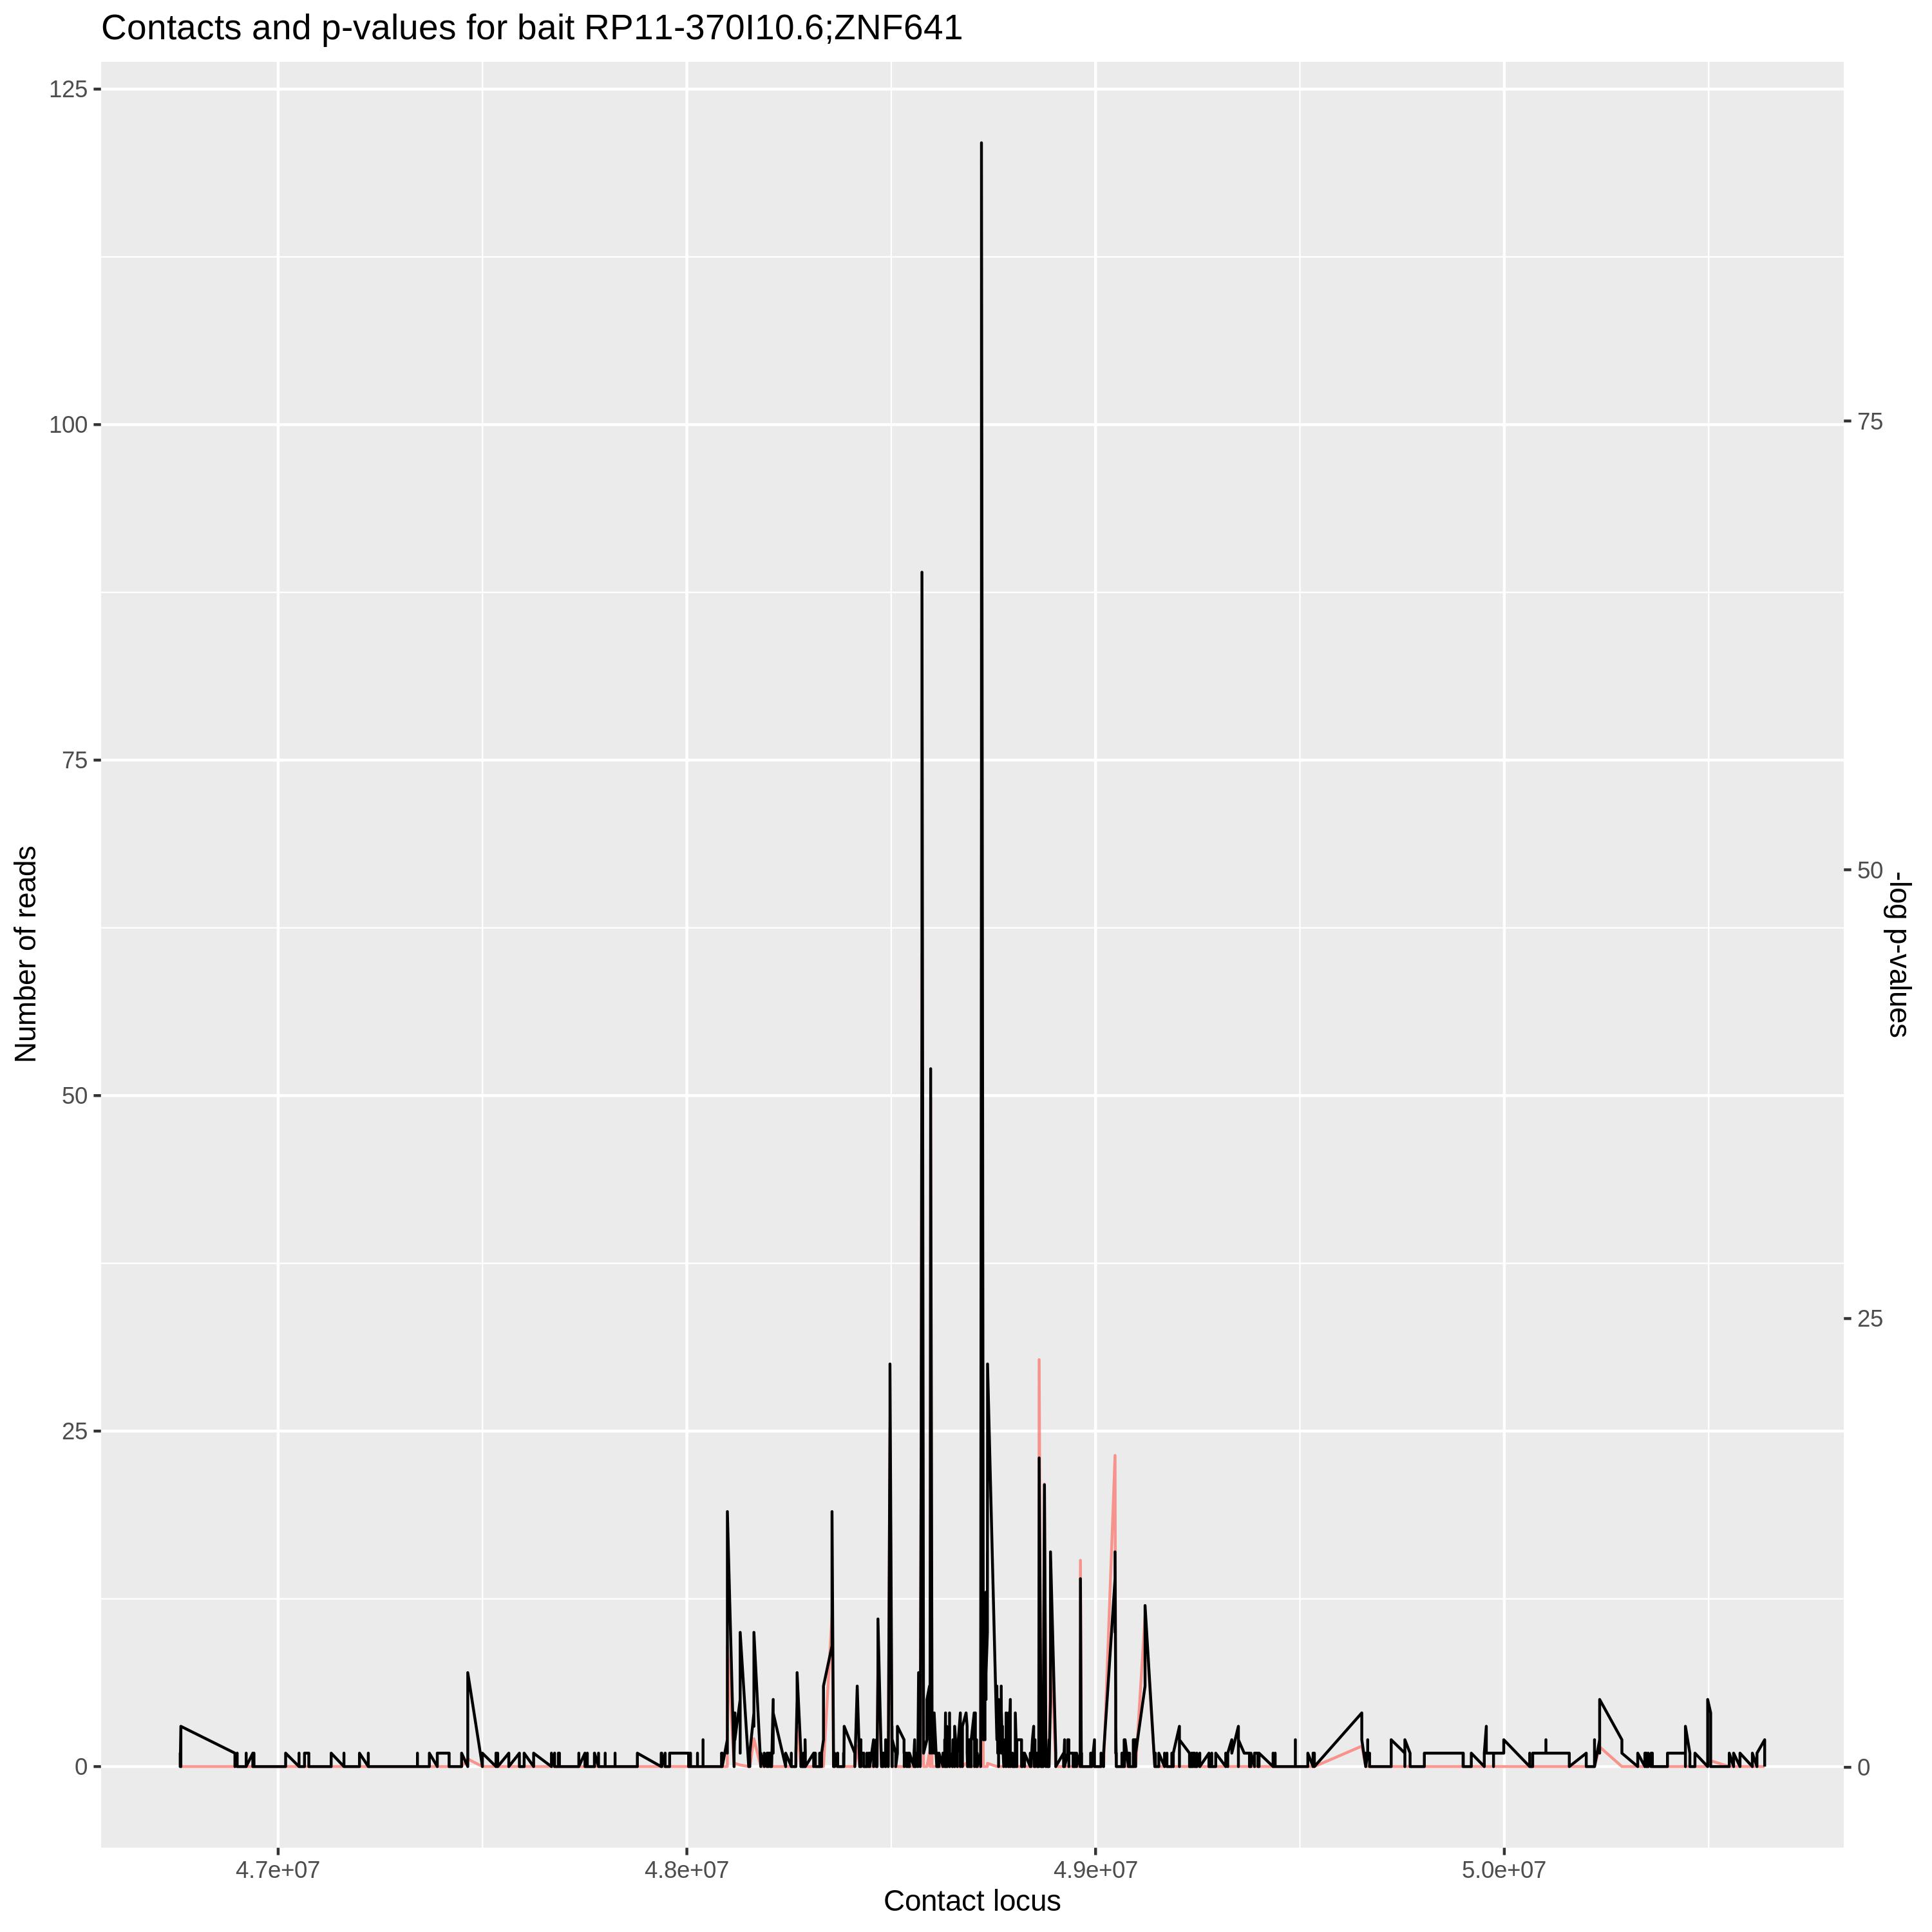 Contacts and p-values for bait RP11-370I10.6;ZNF641
125
100
75
50
25
0
Number of reads
75
50
25
0
-log p-values
4.7e+07
4.8e+07
4.9e+07
5.0e+07
Contact locus